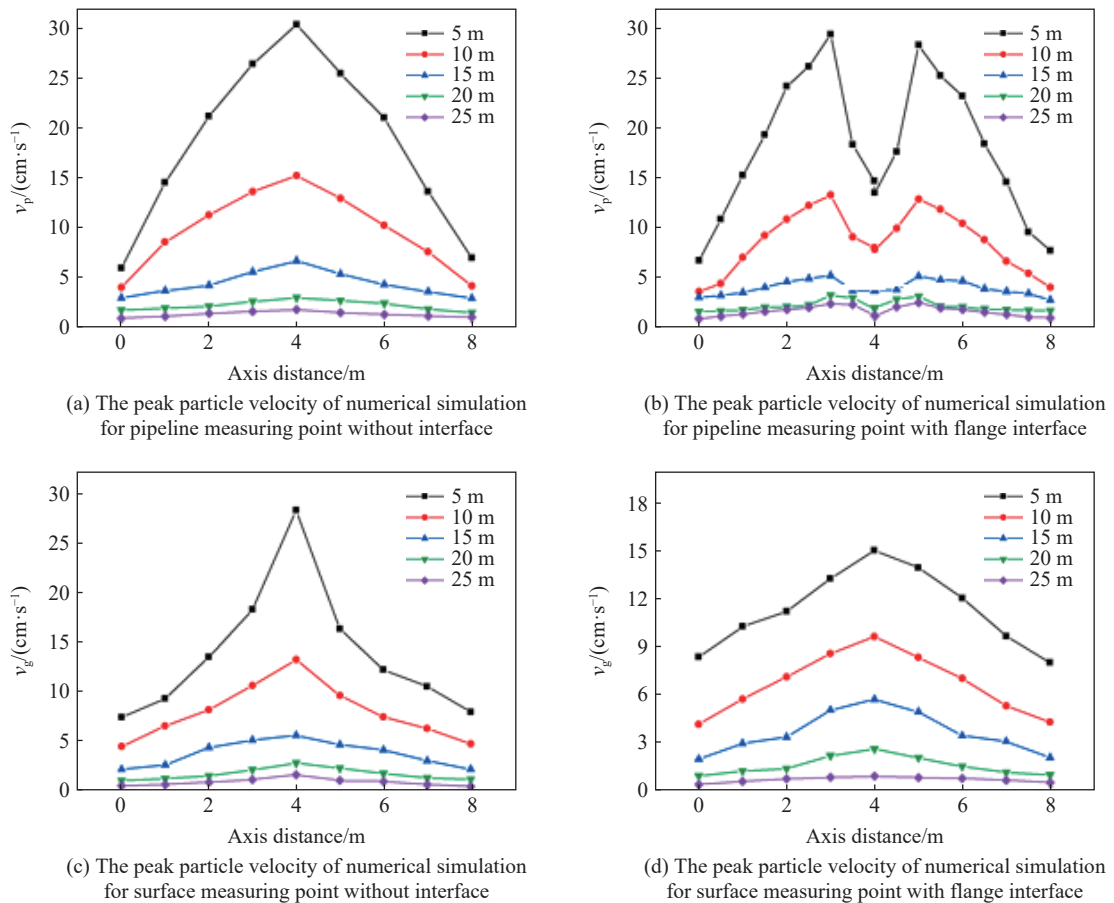 30
25
20
15
10
5
0
v_p/(cm·s⁻¹)
5 m
10 m
15 m
20 m
25 m
0 2 4 6 8
Axis distance/m
(a) The peak particle velocity of numerical simulation
for pipeline measuring point without interface
30
25
20
15
10
5
0
v_p/(cm·s⁻¹)
5 m
10 m
15 m
20 m
25 m
0 2 4 6 8
Axis distance/m
(b) The peak particle velocity of numerical simulation
for pipeline measuring point with flange interface
30
25
20
15
10
5
0
v_g/(cm·s⁻¹)
5 m
10 m
15 m
20 m
25 m
0 2 4 6 8
Axis distance/m
(c) The peak particle velocity of numerical simulation
for surface measuring point without interface
18
15
12
9
6
3
0
v_g/(cm·s⁻¹)
5 m
10 m
15 m
20 m
25 m
0 2 4 6 8
Axis distance/m
(d) The peak particle velocity of numerical simulation
for surface measuring point with flange interface